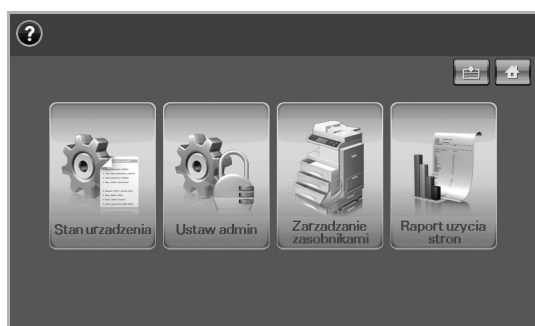 ?
Stan urzadzenia
Ustaw admin
Zarzadzanie
zasobnikami
Raport uzycia
stron